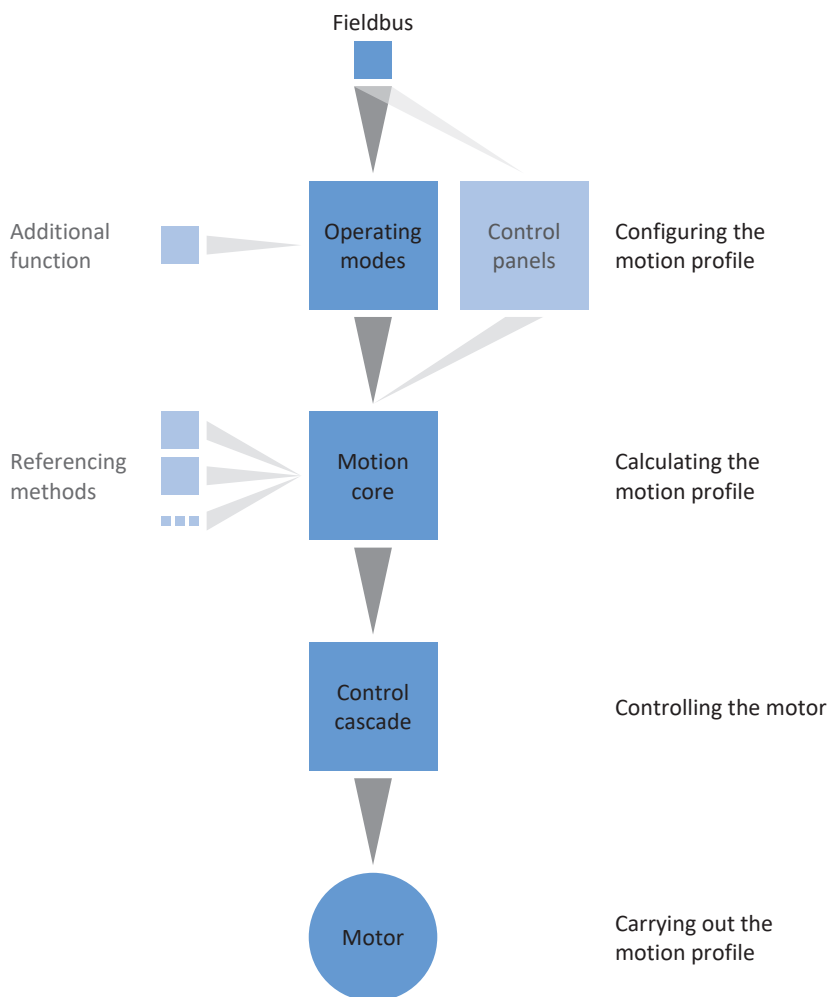 Fieldbus
Additional
function
Operating
modes
Control
panels
Configuring the
motion profile
Referencing
methods
Motion
core
Calculating the
motion profile
Control
cascade
Controlling the motor
Motor
Carrying out the
motion profile